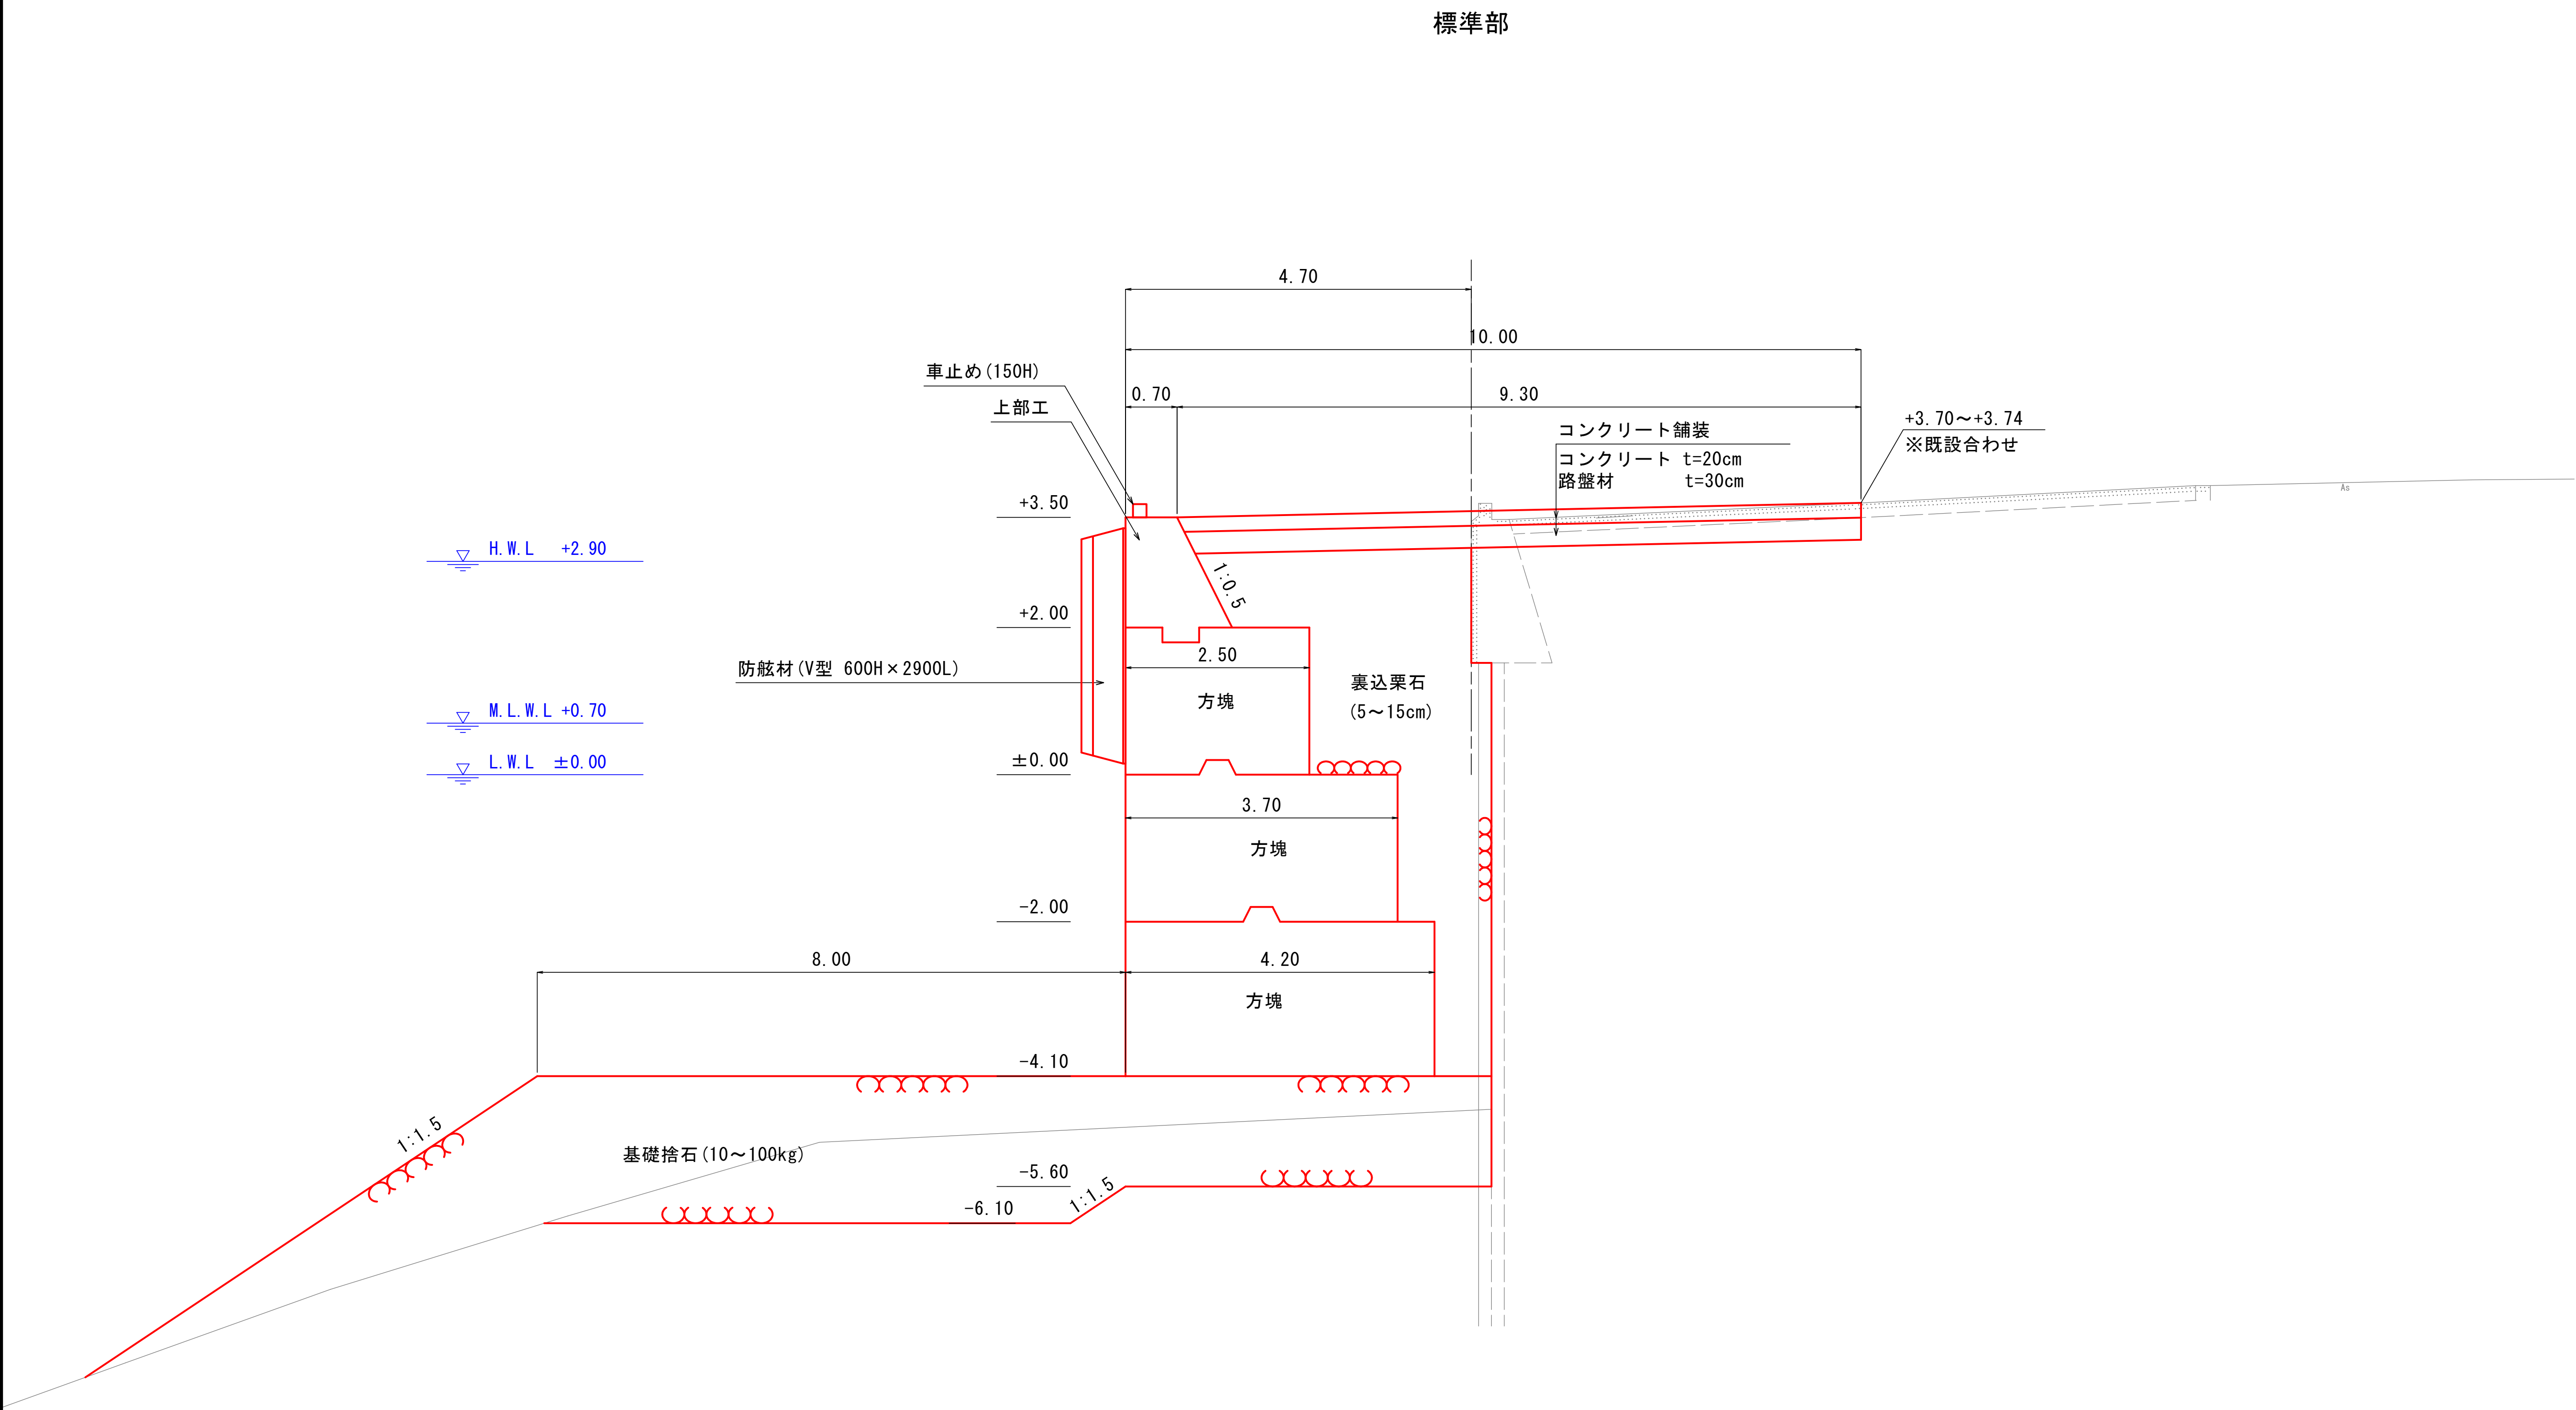 標準部
4.70
10.00
車止め(150H)
0.70
9.30
上部工
+3.70～+3.74
※既設合わせ
コンクリート舗装
コンクリート t=20cm
路盤材 t=30cm
As
+3.50
H.W.L +2.90
1:0.5
+2.00
2.50
防舷材(V型 600H×2900L)
裏込栗石
(5～15cm)
方塊
M.L.W.L +0.70
L.W.L ±0.00
±0.00
3.70
方塊
-2.00
8.00
4.20
方塊
-4.10
1:1.5
基礎捨石(10～100kg)
-5.60
1:1.5
-6.10